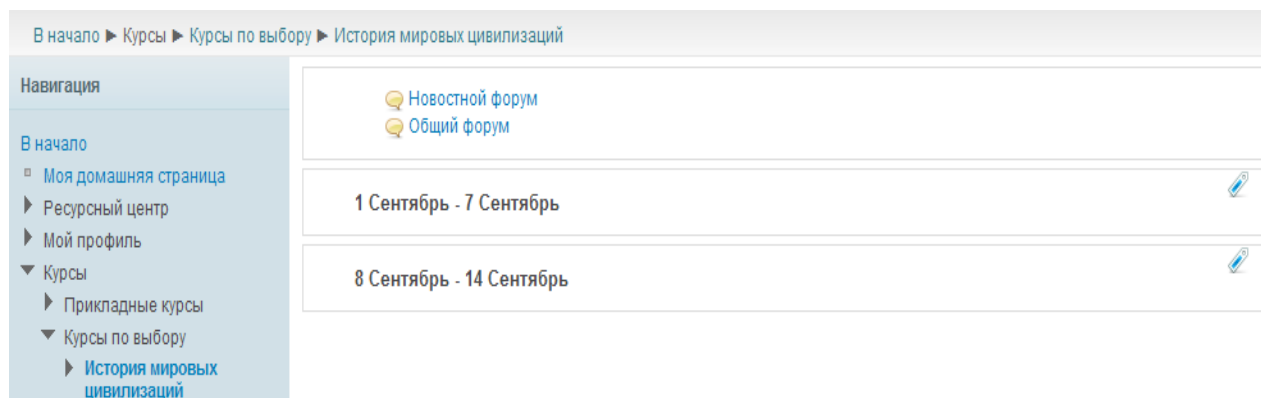 В начало ▶ Курсы ▶ Курсы по выбору ▶ История мировых цивилизаций
Навигация
В начало
Моя домашняя страница
Ресурсный центр
Мой профиль
Курсы
Прикладные курсы
Курсы по выбору
История мировых
цивилизаций
Новостной форум
Общий форум
1 Сентябрь - 7 Сентябрь
8 Сентябрь - 14 Сентябрь